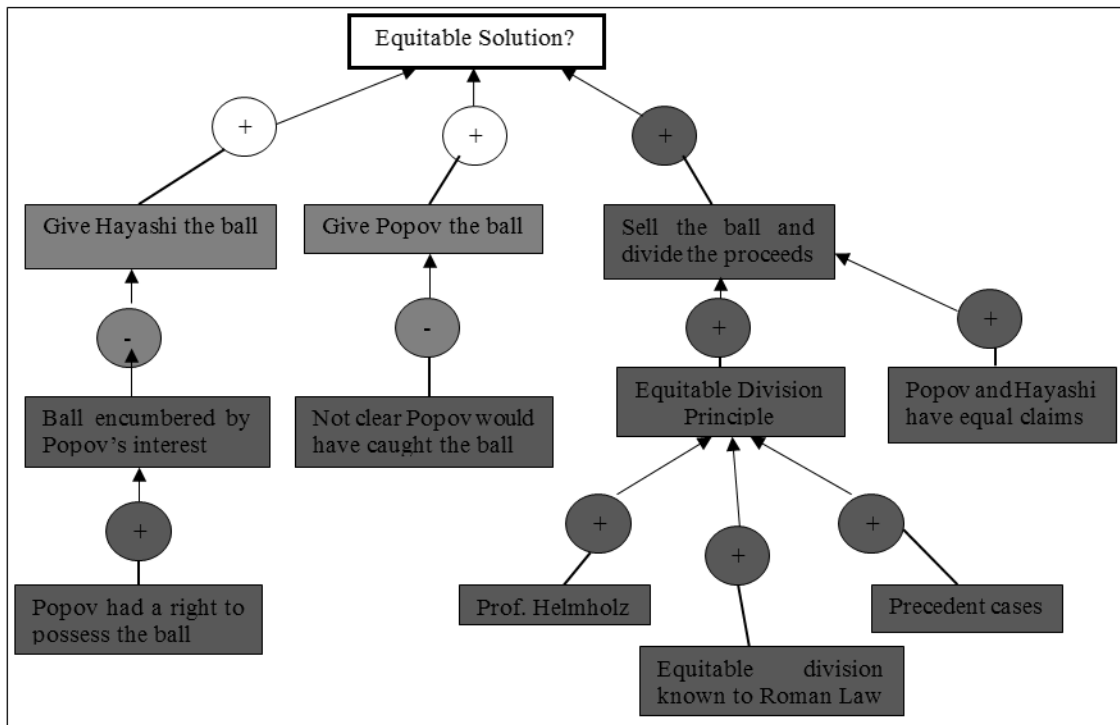 Equitable Solution?
+
+
+
Give Hayashi the ball
Give Popov the ball
Sell the ball and
divide the proceeds
-
-
+
+
Ball encumbered by
Popov's interest
Not clear Popov would
have caught the ball
Equitable Division
Principle
Popov and Hayashi
have equal claims
+
+
+
+
Popov had a right to
possess the ball
Prof. Helmholz
Precedent cases
Equitable division
known to Roman Law